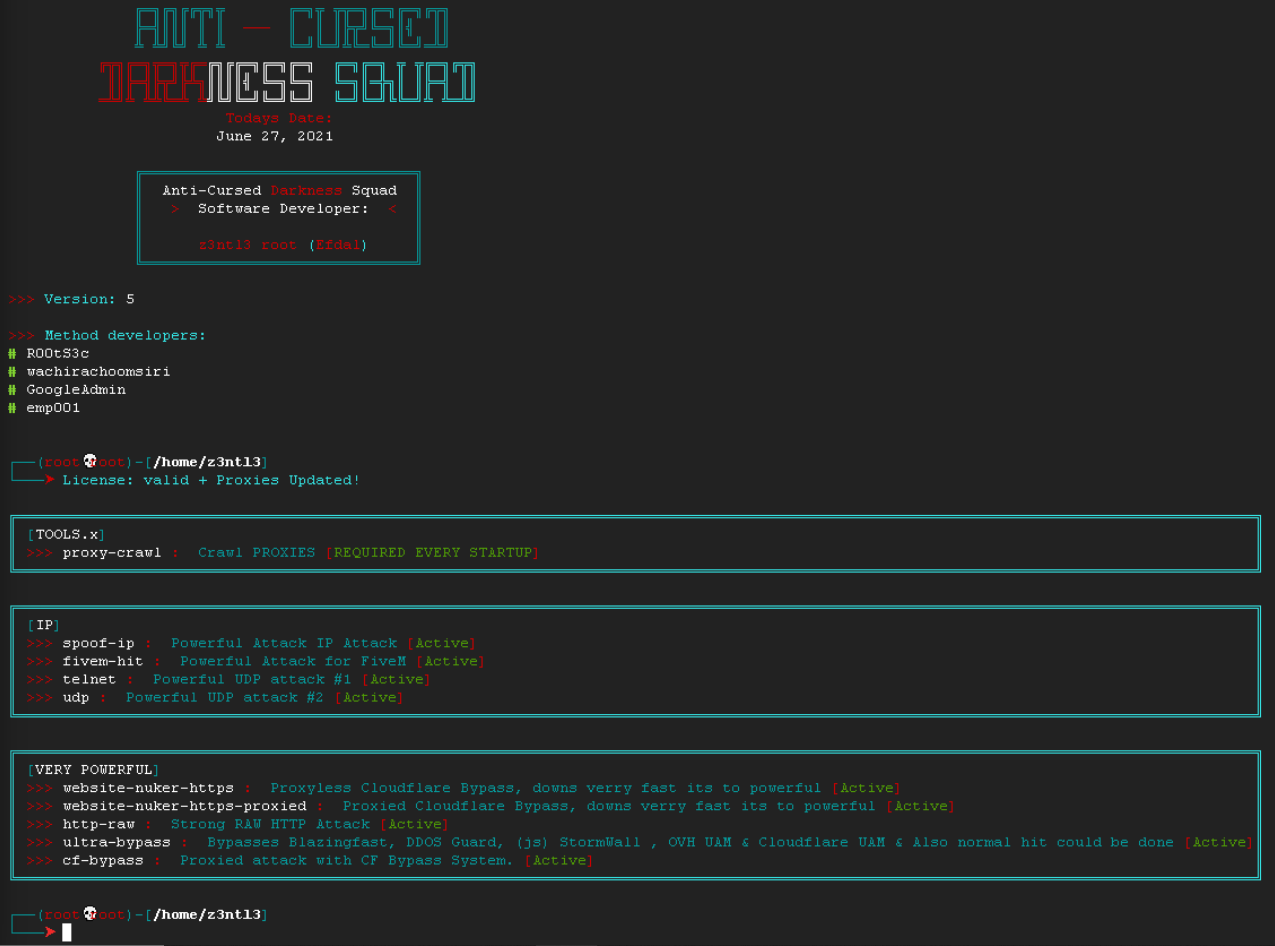 ANTI - CURSED
DARKNESS SQUAD
Todays Date:
June 27, 2021
Anti-Cursed Darkness Squad
> Software Developer: <
z3ntl3 root (Efdal)
>>> Version: 5
>>> Method developers:
# R00tS3c
# wachirachoomsiri
# GoogleAdmin
# emp001
(root💀root)-[/home/z3ntl3]
License: valid + Proxies Updated!
[TOOLS.x]
>>> proxy-crawl : Crawl PROXIES [REQUIRED EVERY STARTUP]
[IP]
>>> spoof-ip : Powerful Attack IP Attack [Active]
>>> fivem-hit : Powerful Attack for FiveM [Active]
>>> telnet : Powerful UDP attack #1 [Active]
>>> udp : Powerful UDP attack #2 [Active]
[VERY POWERFUL]
>>> website-nuker-https : Proxyless Cloudflare Bypass, downs verry fast its to powerful [Active]
>>> website-nuker-https-proxied : Proxied Cloudflare Bypass, downs verry fast its to powerful [Active]
>>> http-raw : Strong RAW HTTP Attack [Active]
>>> ultra-bypass : Bypasses Blazingfast, DDOS Guard, (js) StormWall , OVH UAM & Cloudflare UAM & Also normal hit could be done [Active]
>>> cf-bypass : Proxied attack with CF Bypass System. [Active]
(root💀root)-[/home/z3ntl3]